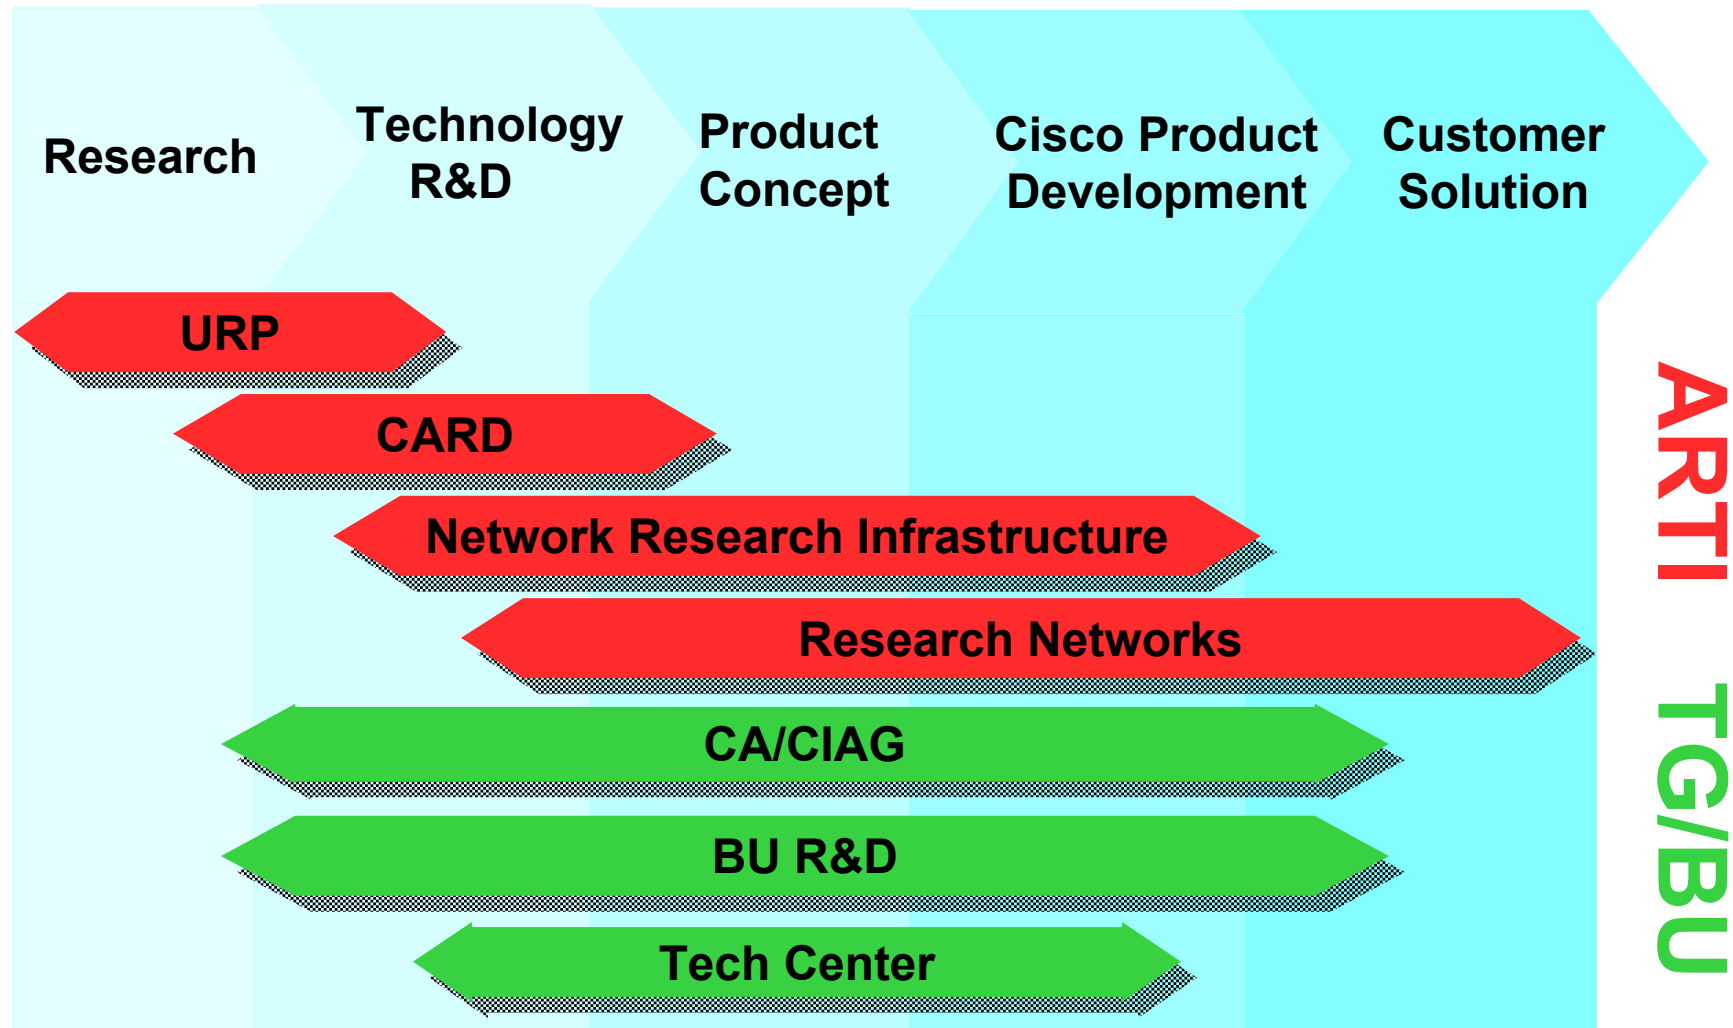 Research
Technology
R&D
Product
Concept
Cisco Product
Development
Customer
Solution
URP
CARD
Network Research Infrastructure
Research Networks
CA/CIAG
BU R&D
Tech Center
ARTI
TG/BU